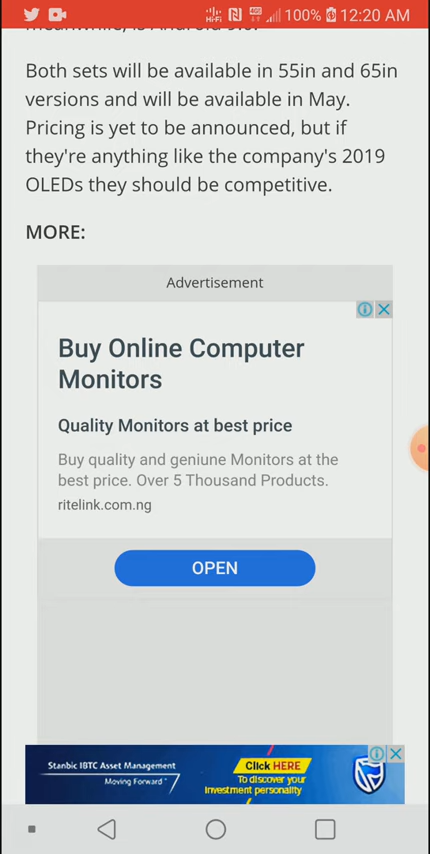 100% 12:20 AM
Both sets will be available in 55in and 65in
versions and will be available in May.
Pricing is yet to be announced, but if
they're anything like the company's 2019
OLEDs they should be competitive.
MORE:
Advertisement
Buy Online Computer
Monitors
Quality Monitors at best price
Buy quality and geniune Monitors at the
best price. Over 5 Thousand Products.
ritelink.com.ng
OPEN
Stanbic IBTC Asset Management
Moving Forward™
Click HERE
To discover your
investment personality